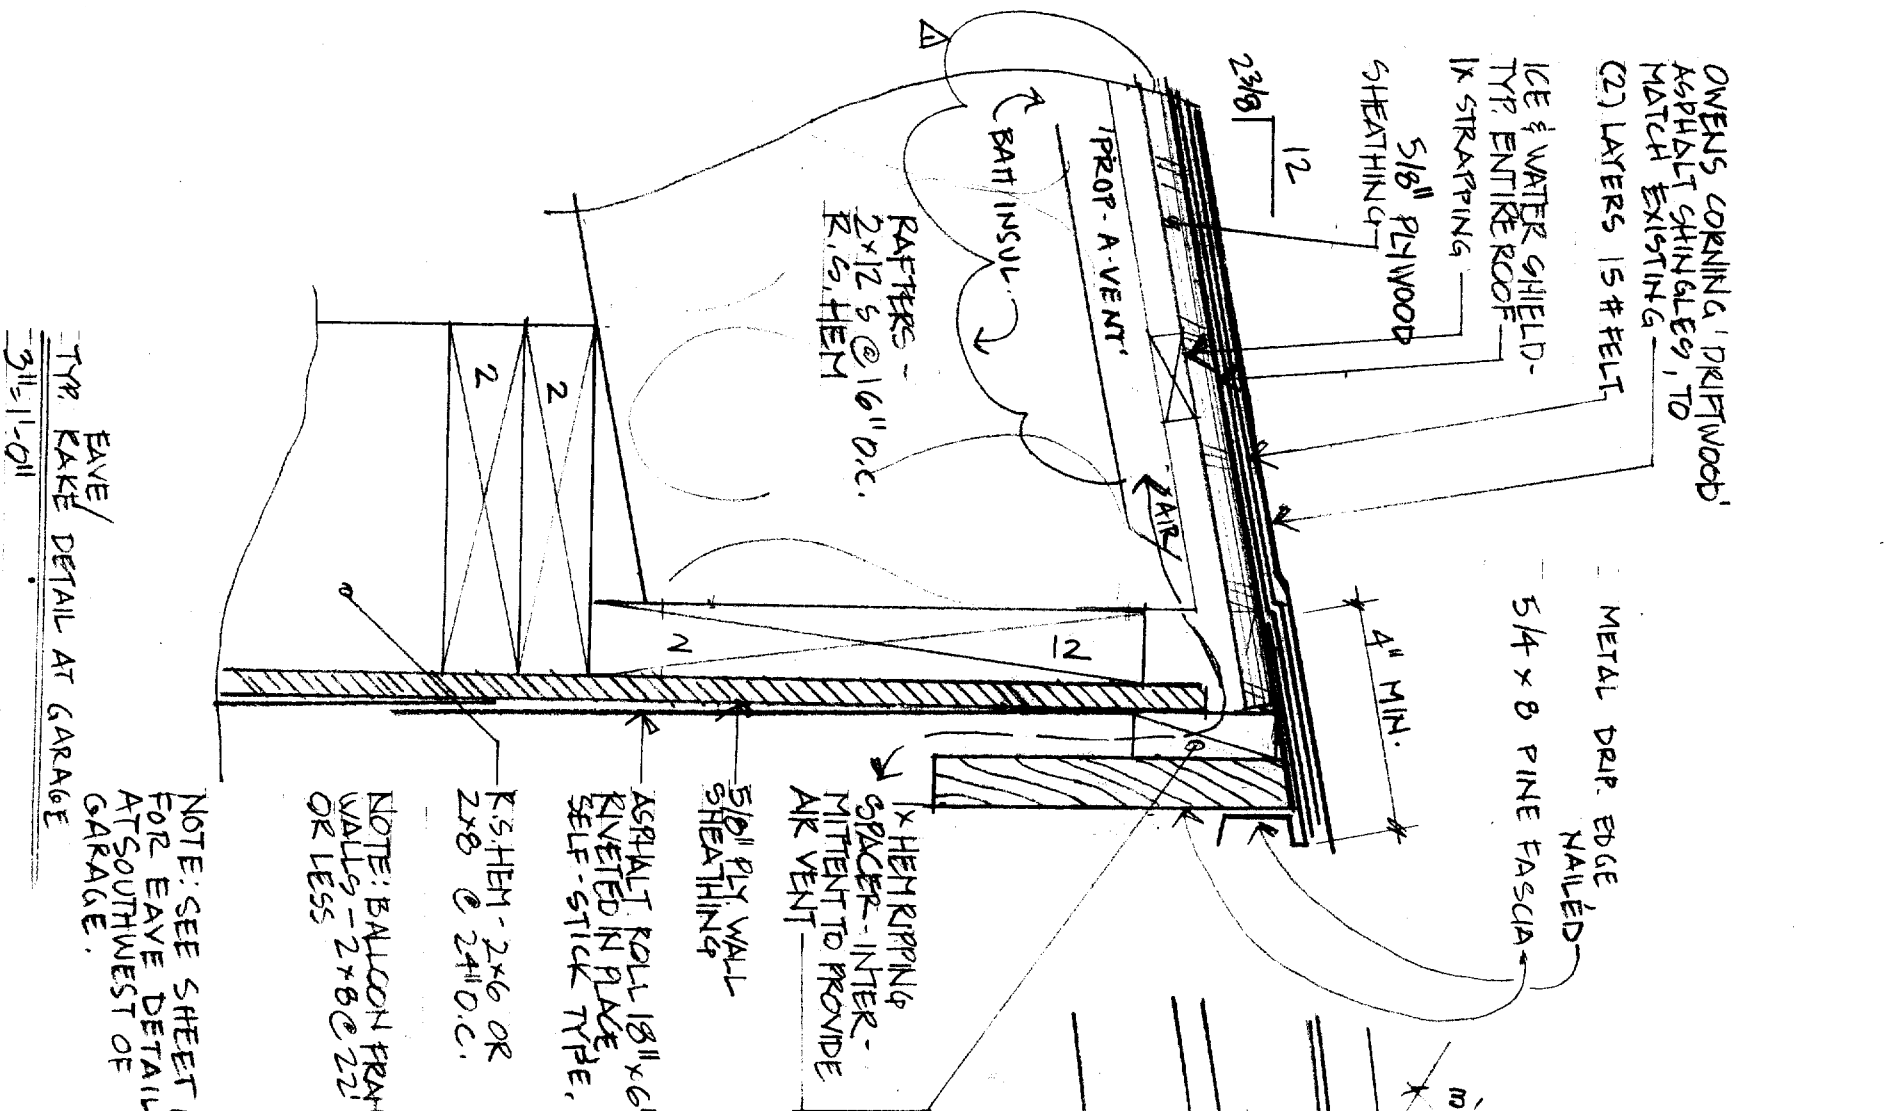 OWENS CORNING 'DRIFTWOOD'
ASPHALT SHINGLES, TO
MATCH EXISTING
(2) LAYERS 15# FELT
ICE & WATER SHIELD-
TYP. ENTIRE ROOF
1X STRAPPING
5/8" PLYWOOD
SHEATHING
12
2 3/8
1
'PROP-A-VENT'
BATT INSUL.
AIR
RAFTERS -
2x12'S @ 16" O.C.
K.S. HEM
2
2
2
12
4" MIN.
METAL DRIP EDGE,
NAILED
5/4 x 8 PINE FASCIA
1X HEM RIPPING
SPACER - INTER-
MITTENT TO PROVIDE
AIR VENT
5/8" PLY. WALL
SHEATHING
ASPHALT ROLL 18" x 6'
RIVETED IN PLACE
SELF-STICK TYPE.
K.S. HEM - 2x6 OR
2x8 @ 24" O.C.
NOTE: BALLOON FRAM
WALLS - 2x8 @ 22'
OR LESS
NOTE: SEE SHEET
FOR EAVE DETAIL
AT SOUTHWEST OF
GARAGE.
EAVE/
TYP. RAKE DETAIL AT GARAGE
3"=1'-0"